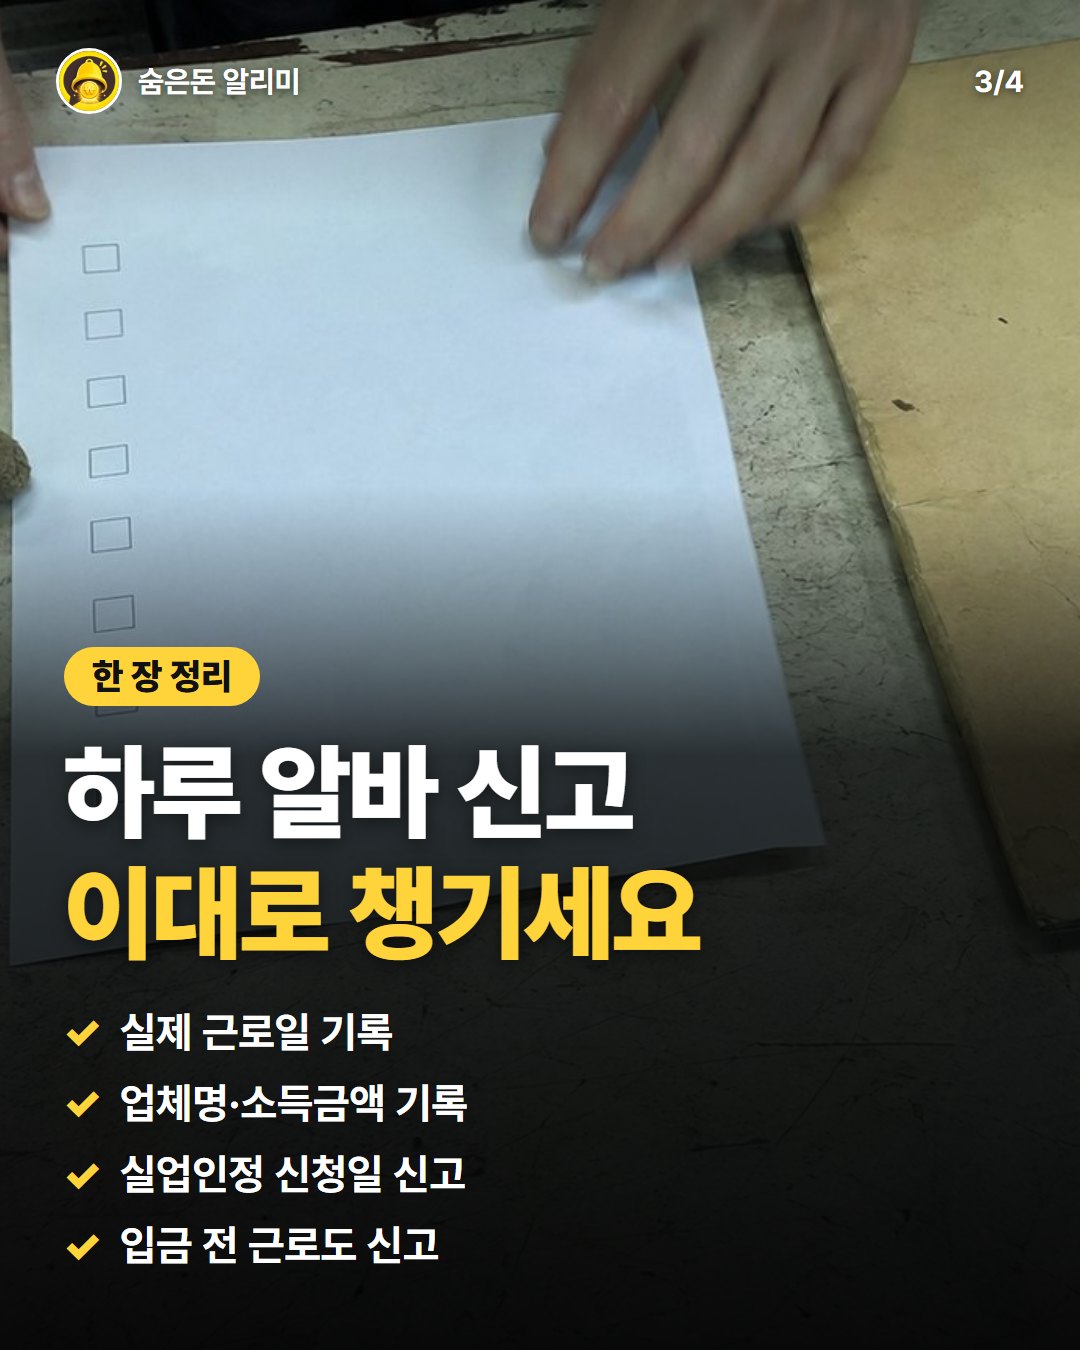 숨은돈 알리미
3/4
한 장 정리
하루 알바 신고
이대로 챙기세요
실제 근로일 기록
업체명·소득금액 기록
실업인정 신청일 신고
입금 전 근로도 신고